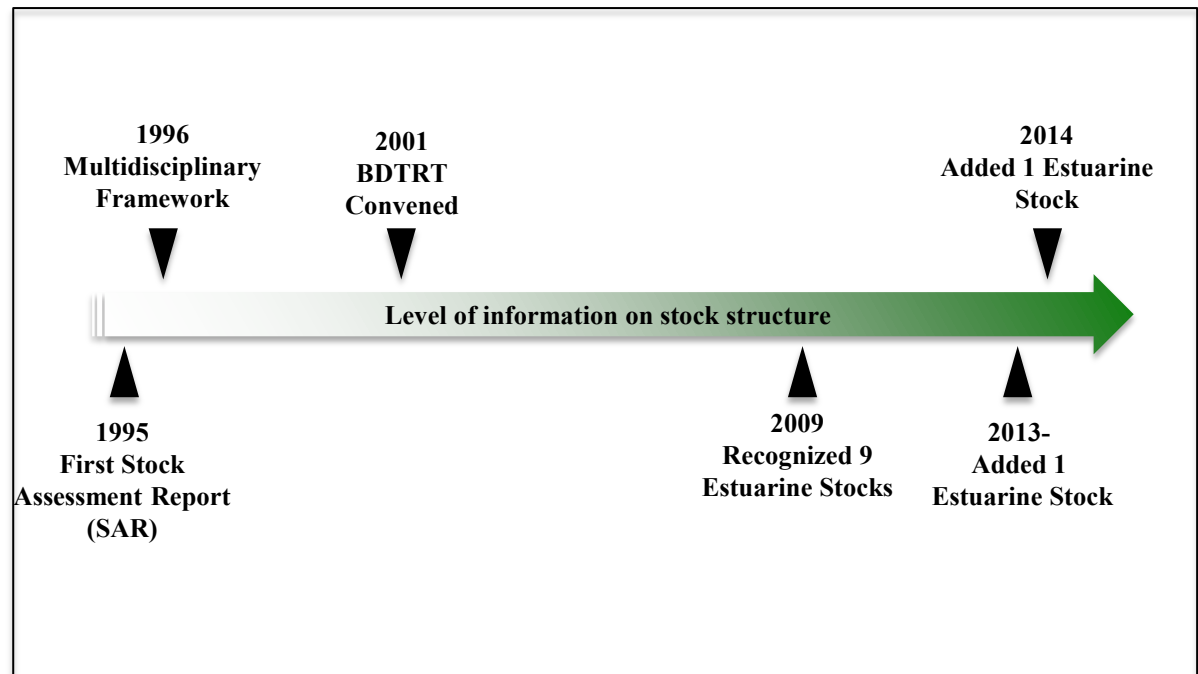 1996
Multidisciplinary
Framework
2001
BDTRT
Convened
2014
Added 1 Estuarine
Stock
Level of information on stock structure
1995
First Stock
Assessment Report
(SAR)
2009
Recognized 9
Estuarine Stocks
2013-
Added 1
Estuarine Stock